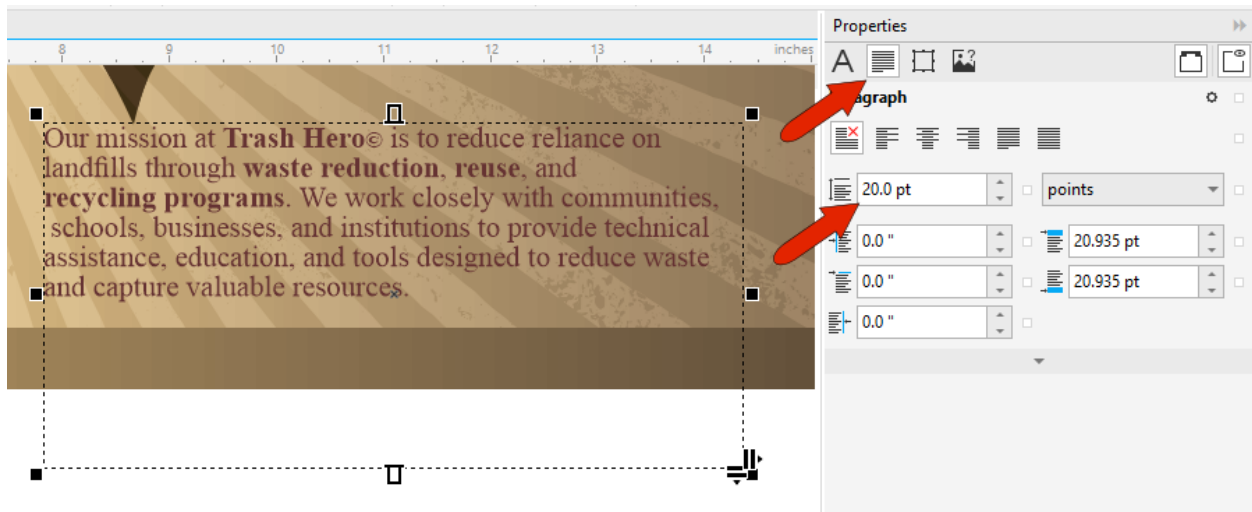 Properties
8 9 10 11 12 13 14 inches
agraph
Our mission at Trash Hero© is to reduce reliance on
landfills through waste reduction, reuse, and
recycling programs. We work closely with communities,
schools, businesses, and institutions to provide technical
assistance, education, and tools designed to reduce waste
and capture valuable resources.
20.0 pt points
0.0 " 20.935 pt
0.0 " 20.935 pt
0.0 "